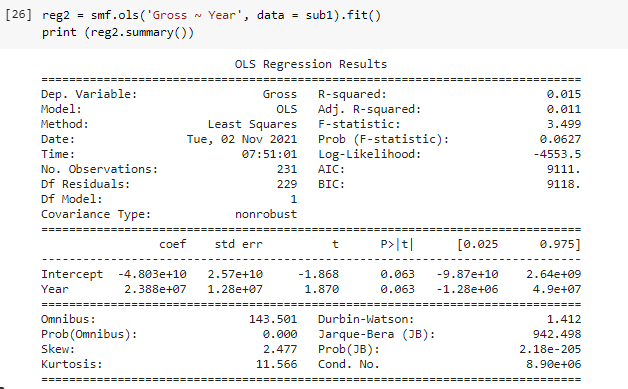 [26] reg2 = smf.ols('Gross ~ Year', data = sub1).fit()
print (reg2.summary())
OLS Regression Results
==============================================================================
Dep. Variable: Gross R-squared: 0.015
Model: OLS Adj. R-squared: 0.011
Method: Least Squares F-statistic: 3.499
Date: Tue, 02 Nov 2021 Prob (F-statistic): 0.0627
Time: 07:51:01 Log-Likelihood: -4553.5
No. Observations: 231 AIC: 9111.
Df Residuals: 229 BIC: 9118.
Df Model: 1
Covariance Type: nonrobust
==============================================================================
coef std err t P>|t| [0.025 0.975]
------------------------------------------------------------------------------
Intercept -4.803e+10 2.57e+10 -1.868 0.063 -9.87e+10 2.64e+09
Year 2.388e+07 1.28e+07 1.870 0.063 -1.28e+06 4.9e+07
==============================================================================
Omnibus: 143.501 Durbin-Watson: 1.412
Prob(Omnibus): 0.000 Jarque-Bera (JB): 942.498
Skew: 2.477 Prob(JB): 2.18e-205
Kurtosis: 11.566 Cond. No. 8.90e+06
==============================================================================